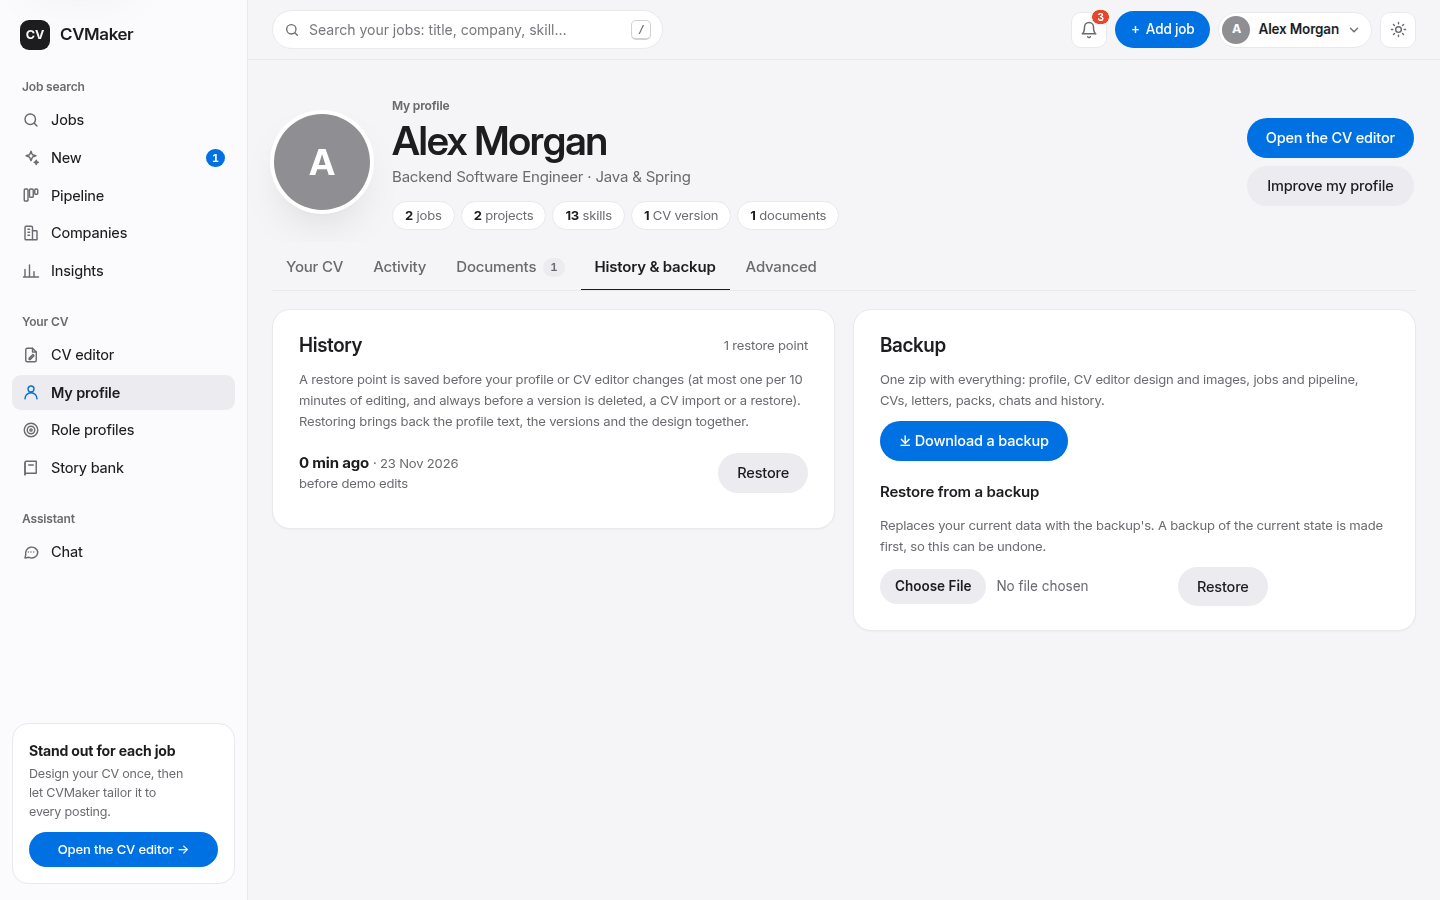 CV CVMaker
Search your jobs: title, company, skill... /
3
+ Add job
A Alex Morgan
Job search
Jobs
New 1
Pipeline
Companies
Insights
Your CV
CV editor
My profile
Role profiles
Story bank
Assistant
Chat
Stand out for each job
Design your CV once, then
let CVMaker tailor it to
every posting.
Open the CV editor →
A
My profile
Alex Morgan
Backend Software Engineer · Java & Spring
2 jobs 2 projects 13 skills 1 CV version 1 documents
Open the CV editor
Improve my profile
Your CV Activity Documents 1 History & backup Advanced
History 1 restore point
A restore point is saved before your profile or CV editor changes (at most one per 10
minutes of editing, and always before a version is deleted, a CV import or a restore).
Restoring brings back the profile text, the versions and the design together.
0 min ago · 23 Nov 2026
before demo edits
Restore
Backup
One zip with everything: profile, CV editor design and images, jobs and pipeline,
CVs, letters, packs, chats and history.
Download a backup
Restore from a backup
Replaces your current data with the backup's. A backup of the current state is made
first, so this can be undone.
Choose File No file chosen Restore